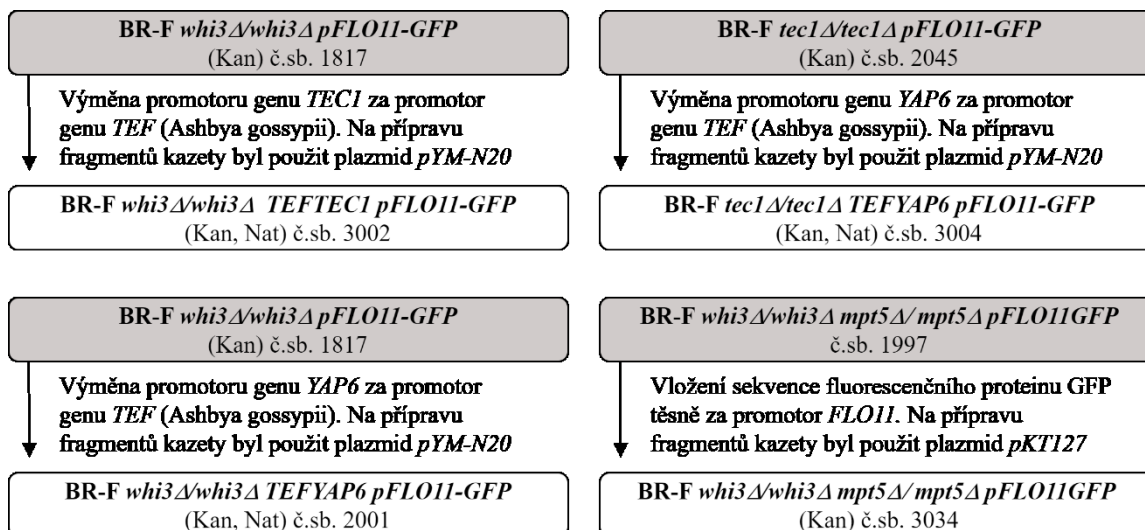 BR-F whi3Δ/whi3Δ pFLO11-GFP
(Kan) č.sb. 1817
Výměna promotoru genu TEC1 za promotor
genu TEF (Ashbya gossypii). Na přípravu
fragmentů kazety byl použit plazmid pYM-N20
BR-F whi3Δ/whi3Δ TEFTEC1 pFLO11-GFP
(Kan, Nat) č.sb. 3002
BR-F tec1Δ/tec1Δ pFLO11-GFP
(Kan) č.sb. 2045
Výměna promotoru genu YAP6 za promotor
genu TEF (Ashbya gossypii). Na přípravu
fragmentů kazety byl použit plazmid pYM-N20
BR-F tec1Δ/tec1Δ TEFYAP6 pFLO11-GFP
(Kan, Nat) č.sb. 3004
BR-F whi3Δ/whi3Δ pFLO11-GFP
(Kan) č.sb. 1817
Výměna promotoru genu YAP6 za promotor
genu TEF (Ashbya gossypii). Na přípravu
fragmentů kazety byl použit plazmid pYM-N20
BR-F whi3Δ/whi3Δ TEFYAP6 pFLO11-GFP
(Kan, Nat) č.sb. 2001
BR-F whi3Δ/whi3Δ mpt5Δ/ mpt5Δ pFLO11GFP
č.sb. 1997
Vložení sekvence fluorescenčního proteinu GFP
těsně za promotor FLO11. Na přípravu
fragmentů kazety byl použit plazmid pKT127
BR-F whi3Δ/whi3Δ mpt5Δ/ mpt5Δ pFLO11GFP
(Kan) č.sb. 3034